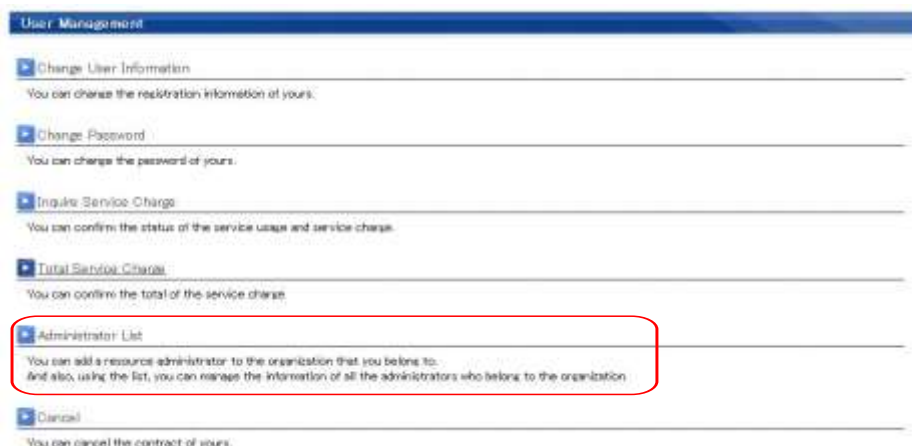 User Management
Change User Information
You can change the registration information of yours.
Change Password
You can change the password of yours.
Inquire Service Charge
You can confirm the status of the service usage and service charge.
Total Service Charge
You can confirm the total of the service charge
Administrator List
You can add a resource administrator to the organization that you belong to.
And also, using the list, you can manage the information of all the administrators who belong to the organization
Cancel
You can cancel the contract of yours.